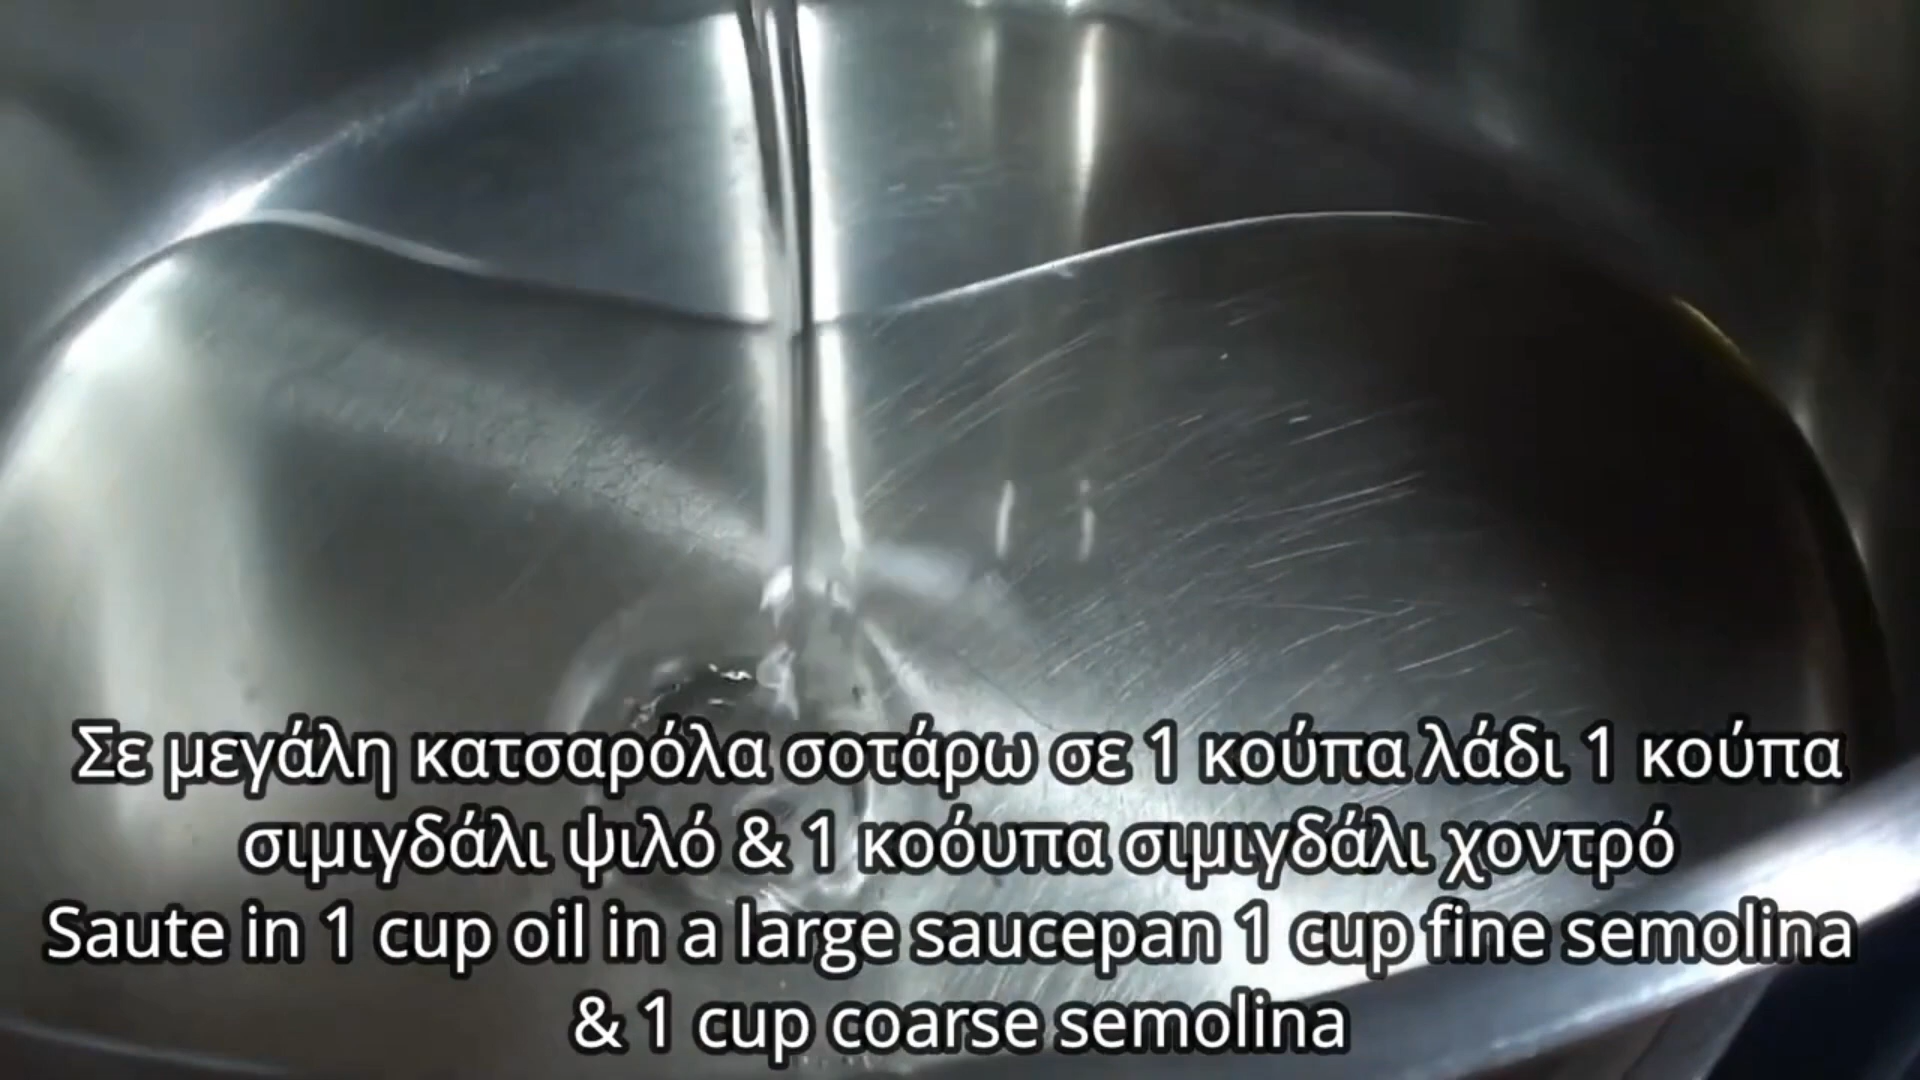 Σε μεγάλη κατσαρόλα σοτάρω σε 1 κούπα λάδι 1 κούπα
σιμιγδάλι ψιλό & 1 κοόυπα σιμιγδάλι χοντρό
Saute in 1 cup oil in a large saucepan 1 cup fine semolina
& 1 cup coarse semolina